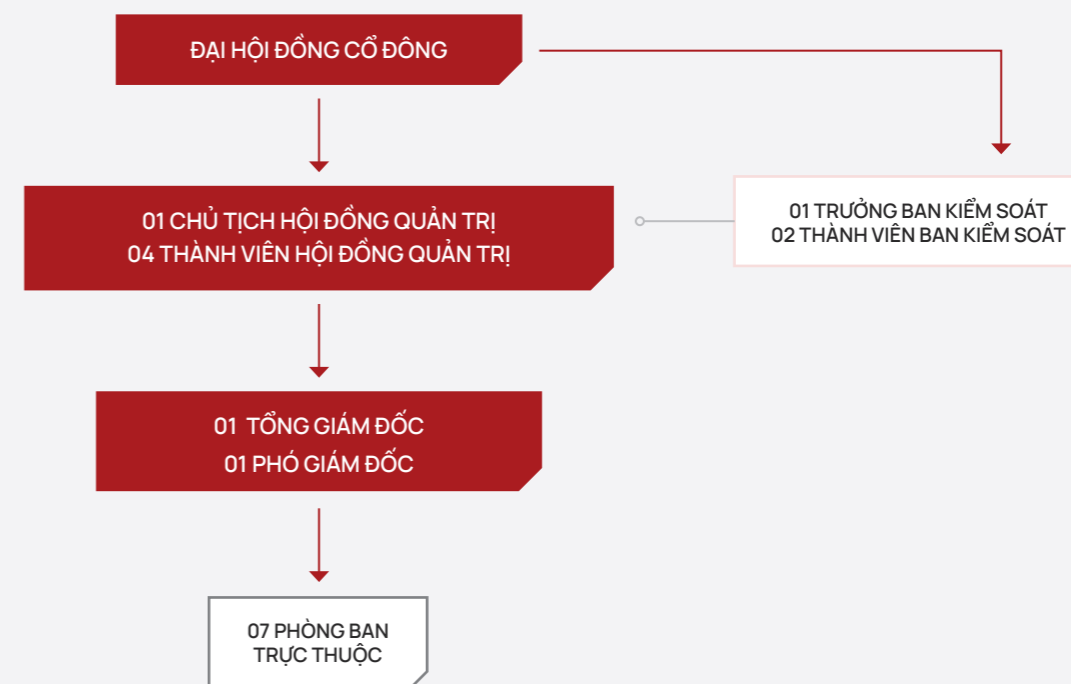 ĐẠI HỘI ĐỒNG CỔ ĐÔNG
01 CHỦ TỊCH HỘI ĐỒNG QUẢN TRỊ
04 THÀNH VIÊN HỘI ĐỒNG QUẢN TRỊ
01 TRƯỞNG BAN KIỂM SOÁT
02 THÀNH VIÊN BAN KIỂM SOÁT
01 TỔNG GIÁM ĐỐC
01 PHÓ GIÁM ĐỐC
07 PHÒNG BAN
TRỰC THUỘC